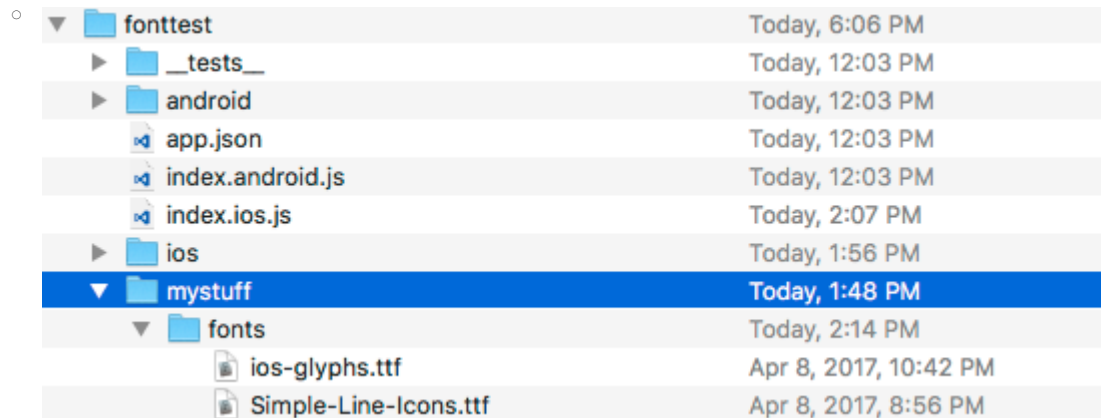 fonttest Today, 6:06 PM
__tests__ Today, 12:03 PM
android Today, 12:03 PM
app.json Today, 12:03 PM
index.android.js Today, 12:03 PM
index.ios.js Today, 2:07 PM
ios Today, 1:56 PM
mystuff Today, 1:48 PM
fonts Today, 2:14 PM
ios-glyphs.ttf Apr 8, 2017, 10:42 PM
Simple-Line-Icons.ttf Apr 8, 2017, 8:56 PM